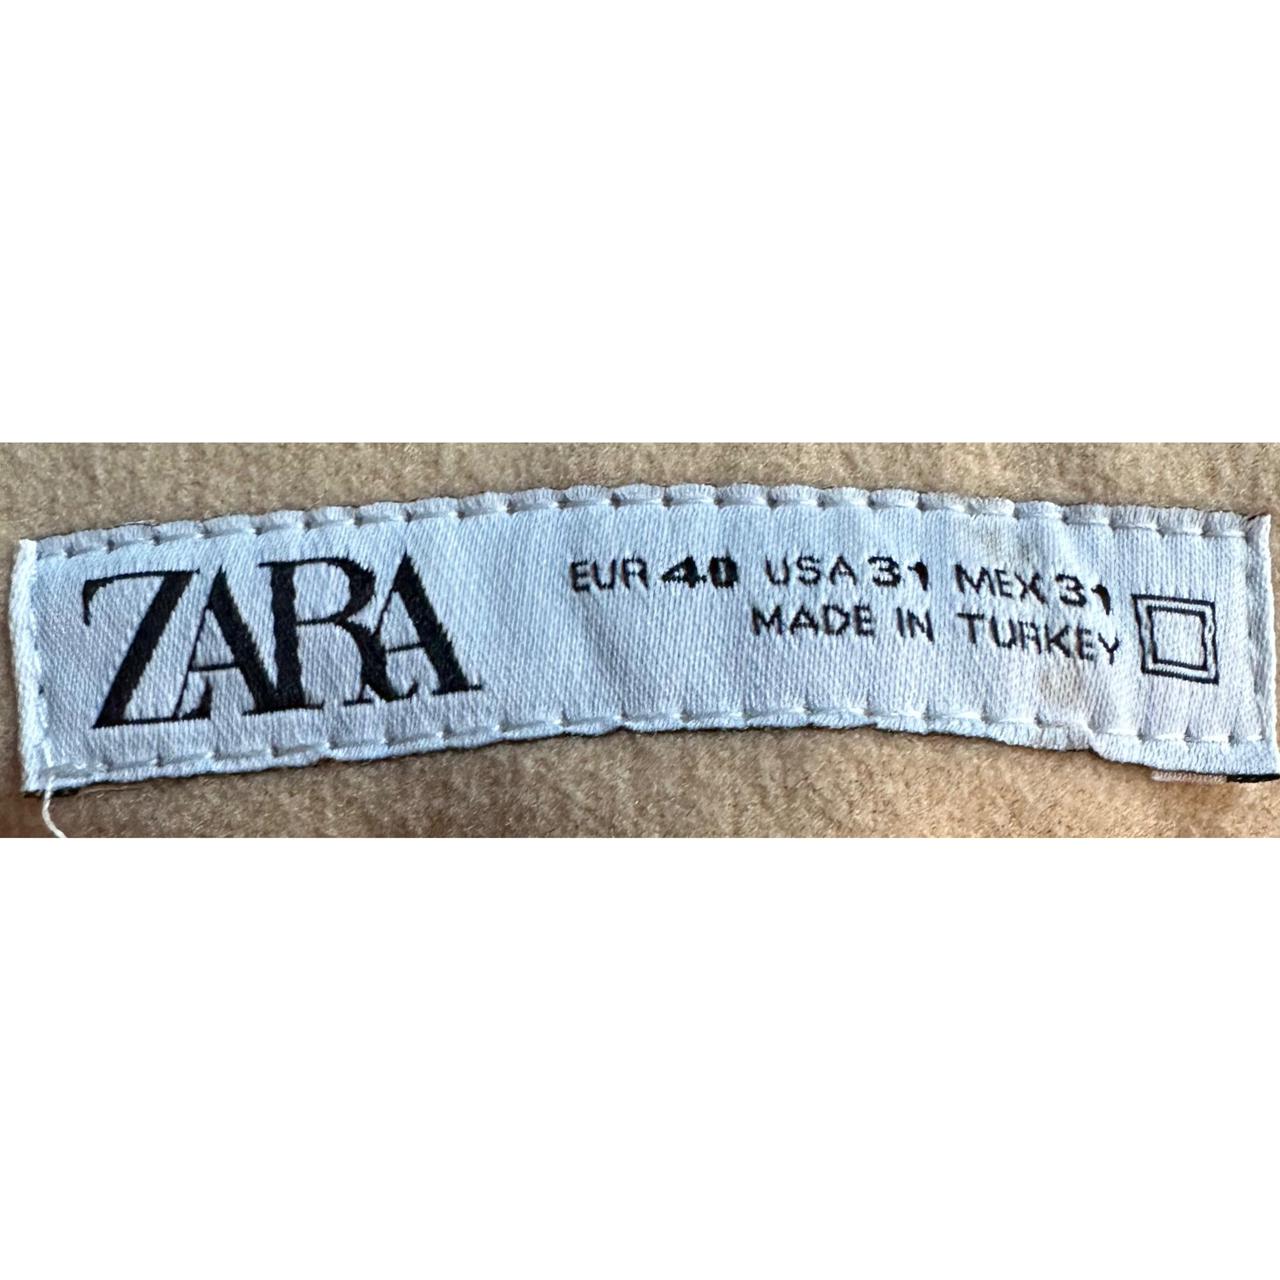 ZARA
EUR 40 USA 31 MEX 31
MADE IN TURKEY